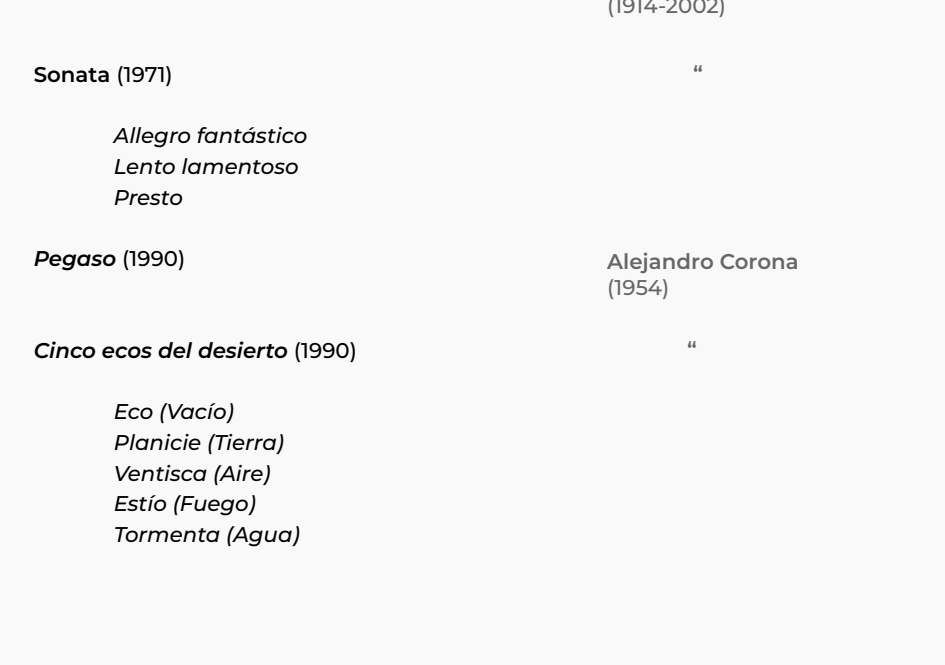 (1914-2002)
Sonata (1971) “
Allegro fantástico
Lento lamentoso
Presto
Pegaso (1990) Alejandro Corona
(1954)
Cinco ecos del desierto (1990) “
Eco (Vacío)
Planicie (Tierra)
Ventisca (Aire)
Estío (Fuego)
Tormenta (Agua)